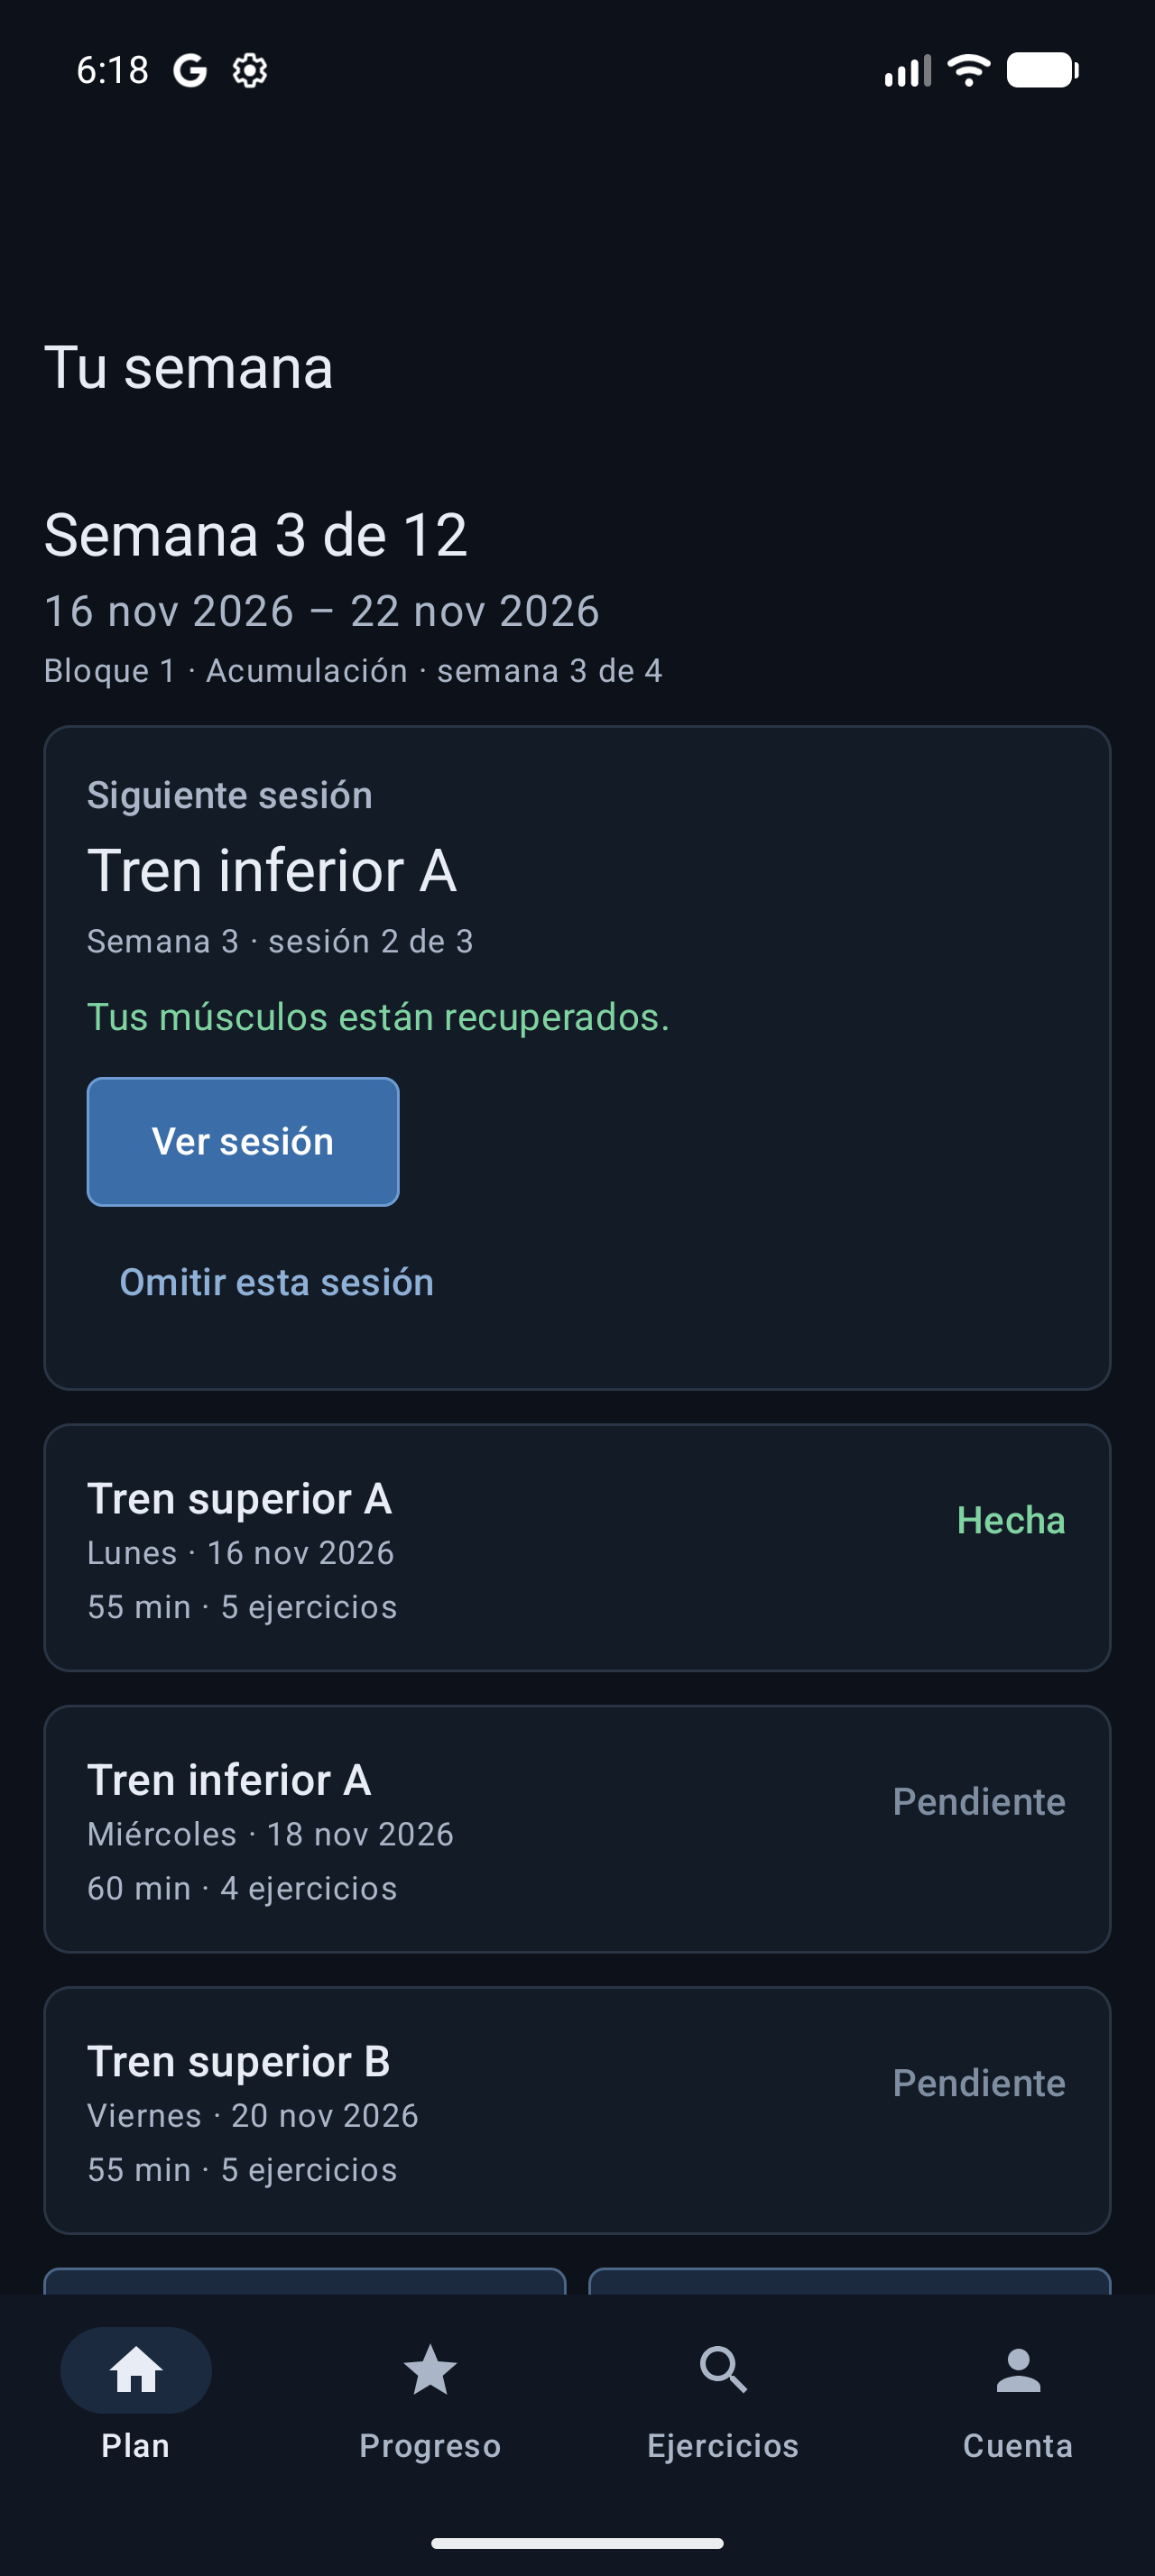 6:18
Tu semana
Semana 3 de 12
16 nov 2026 – 22 nov 2026
Bloque 1 · Acumulación · semana 3 de 4
Siguiente sesión
Tren inferior A
Semana 3 · sesión 2 de 3
Tus músculos están recuperados.
Ver sesión
Omitir esta sesión
Tren superior A
Hecha
Lunes · 16 nov 2026
55 min · 5 ejercicios
Tren inferior A
Pendiente
Miércoles · 18 nov 2026
60 min · 4 ejercicios
Tren superior B
Pendiente
Viernes · 20 nov 2026
55 min · 5 ejercicios
Plan
Progreso
Ejercicios
Cuenta